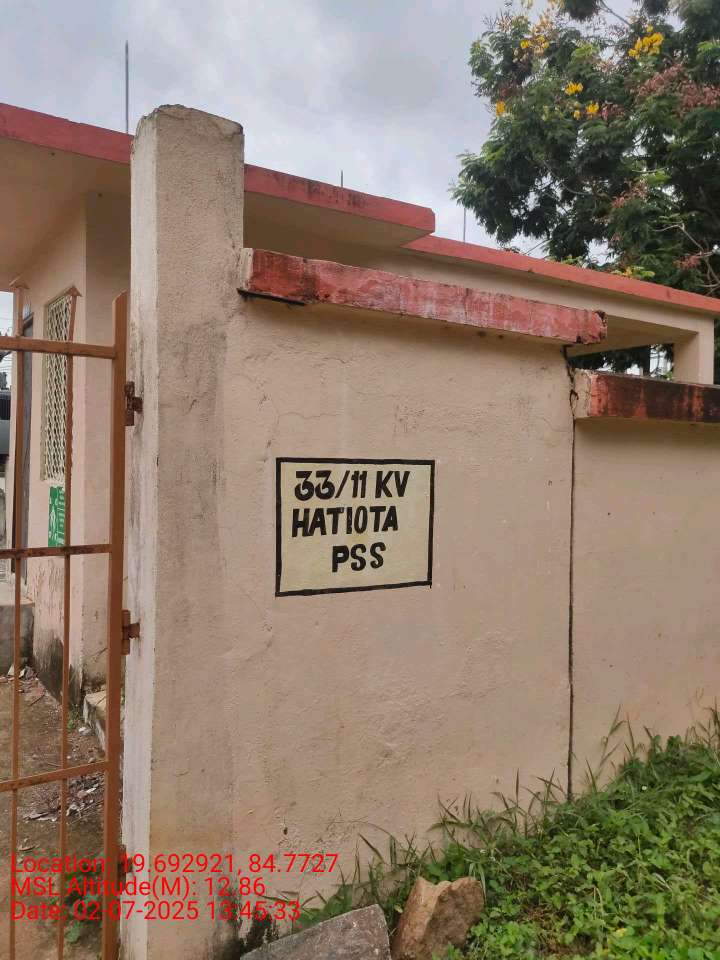 33/11 KV
HATIOTA
PSS
Location: 19.692921, 84.7727
MSL Altitude(M): 12.86
Date: 02-07-2025 13:45:33